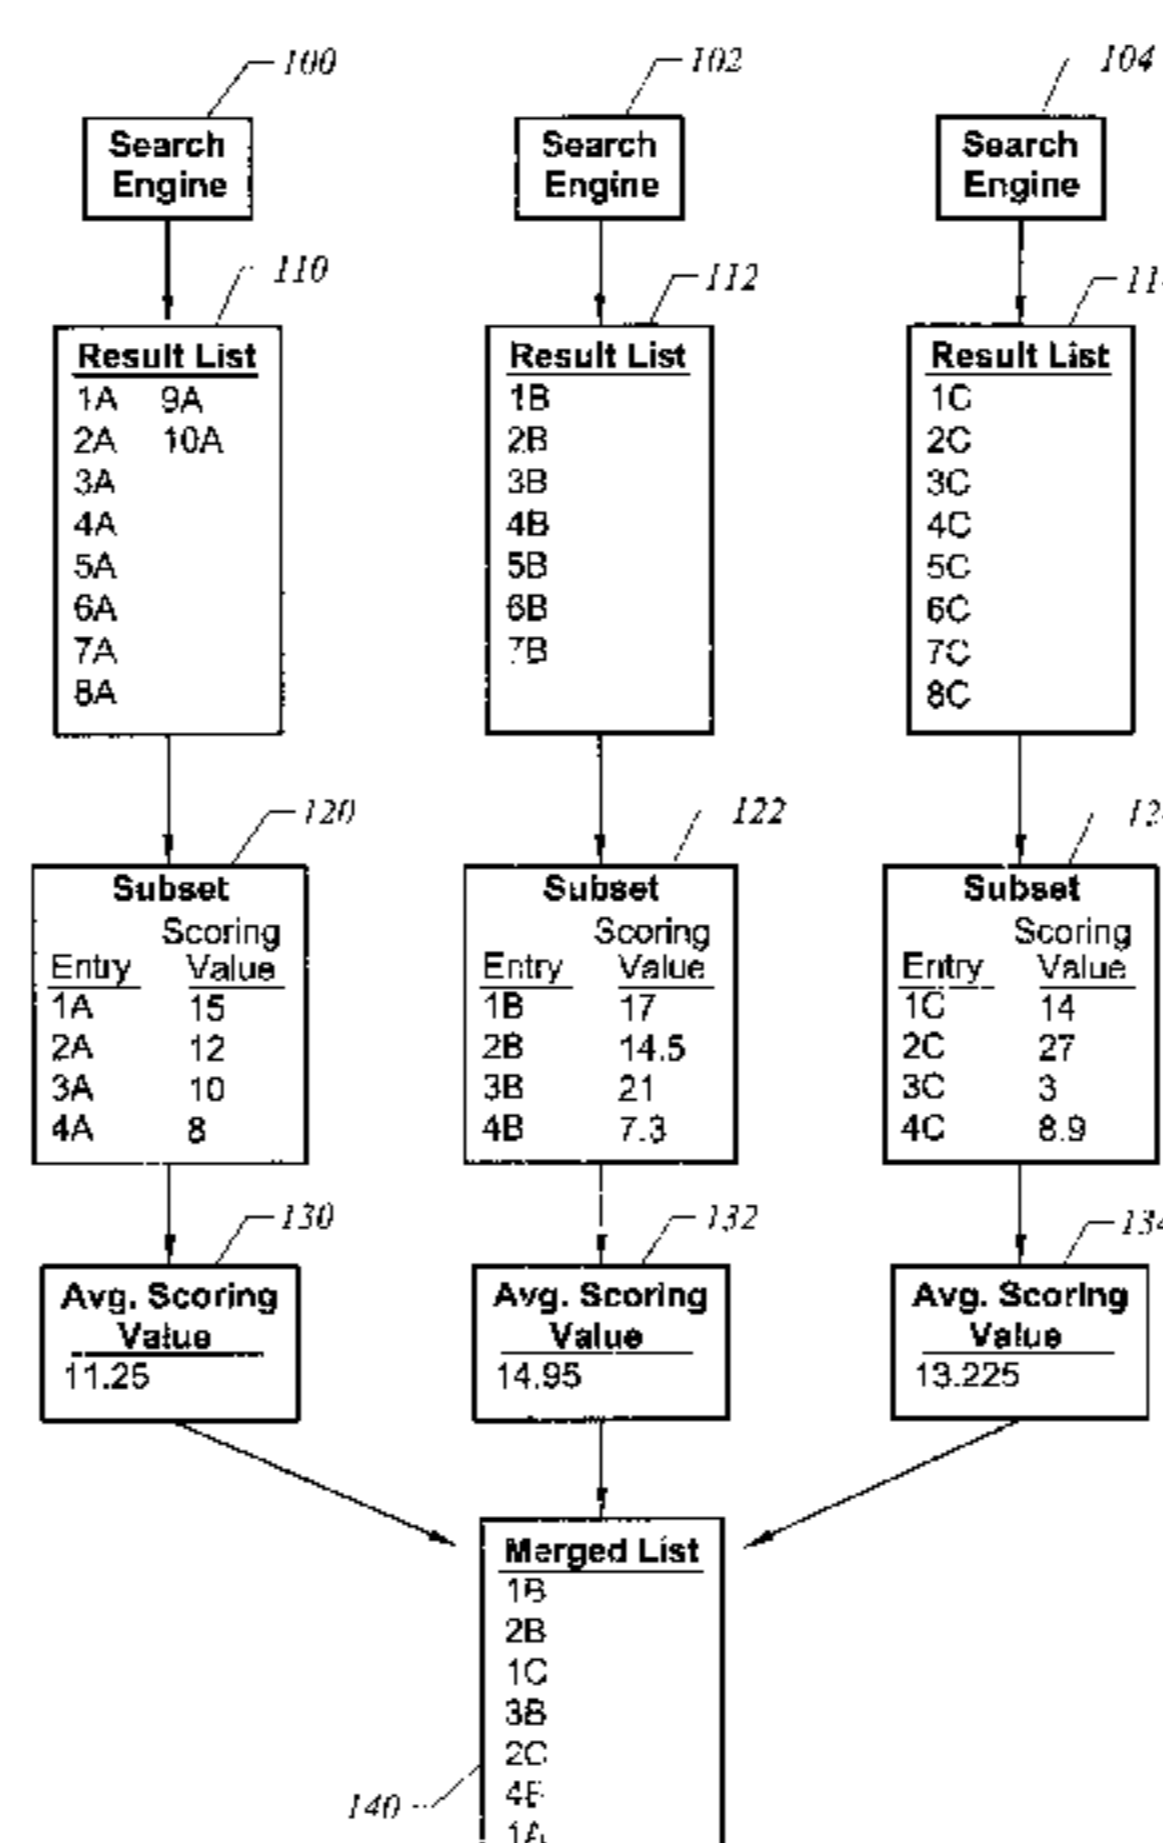 100
102
104
Search Engine
Search Engine
Search Engine
110
112
Result List
1A 9A
2A 10A
3A
4A
5A
6A
7A
8A
Result List
1B
2B
3B
4B
5B
6B
7B
Result List
1C
2C
3C
4C
5C
6C
7C
8C
120
122
Subset
Scoring
Entry Value
1A 15
2A 12
3A 10
4A 8
Subset
Scoring
Entry Value
1B 17
2B 14.5
3B 21
4B 7.3
Subset
Scoring
Entry Value
1C 14
2C 27
3C 3
4C 8.9
130
132
134
Avg. Scoring
Value
11.25
Avg. Scoring
Value
14.95
Avg. Scoring
Value
13.225
Merged List
1B
2B
1C
3B
2C
4B
1A
140